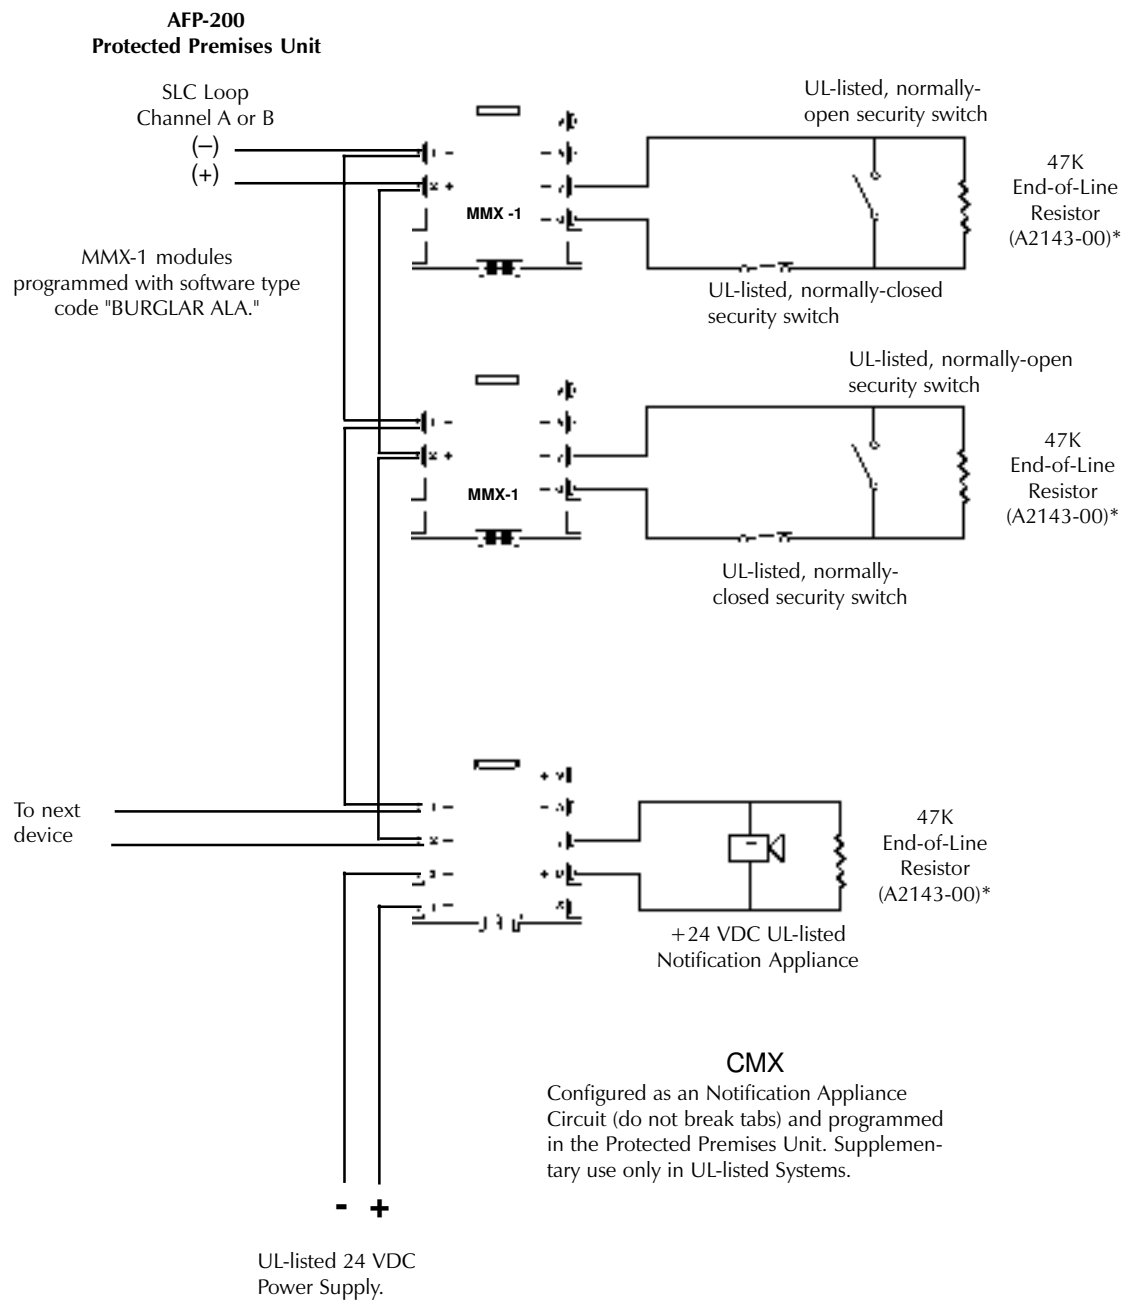 AFP-200
Protected Premises Unit
SLC Loop
Channel A or B
(–)
(+)
UL-listed, normally-
open security switch
47K
End-of-Line
Resistor
(A2143-00)*
MMX -1
MMX-1 modules
programmed with software type
code "BURGLAR ALA."
UL-listed, normally-closed
security switch
UL-listed, normally-open
security switch
47K
End-of-Line
Resistor
(A2143-00)*
MMX-1
UL-listed, normally-
closed security switch
To next
device
47K
End-of-Line
Resistor
(A2143-00)*
+24 VDC UL-listed
Notification Appliance
CMX
Configured as an Notification Appliance
Circuit (do not break tabs) and programmed
in the Protected Premises Unit. Supplemen-
tary use only in UL-listed Systems.
- +
UL-listed 24 VDC
Power Supply.